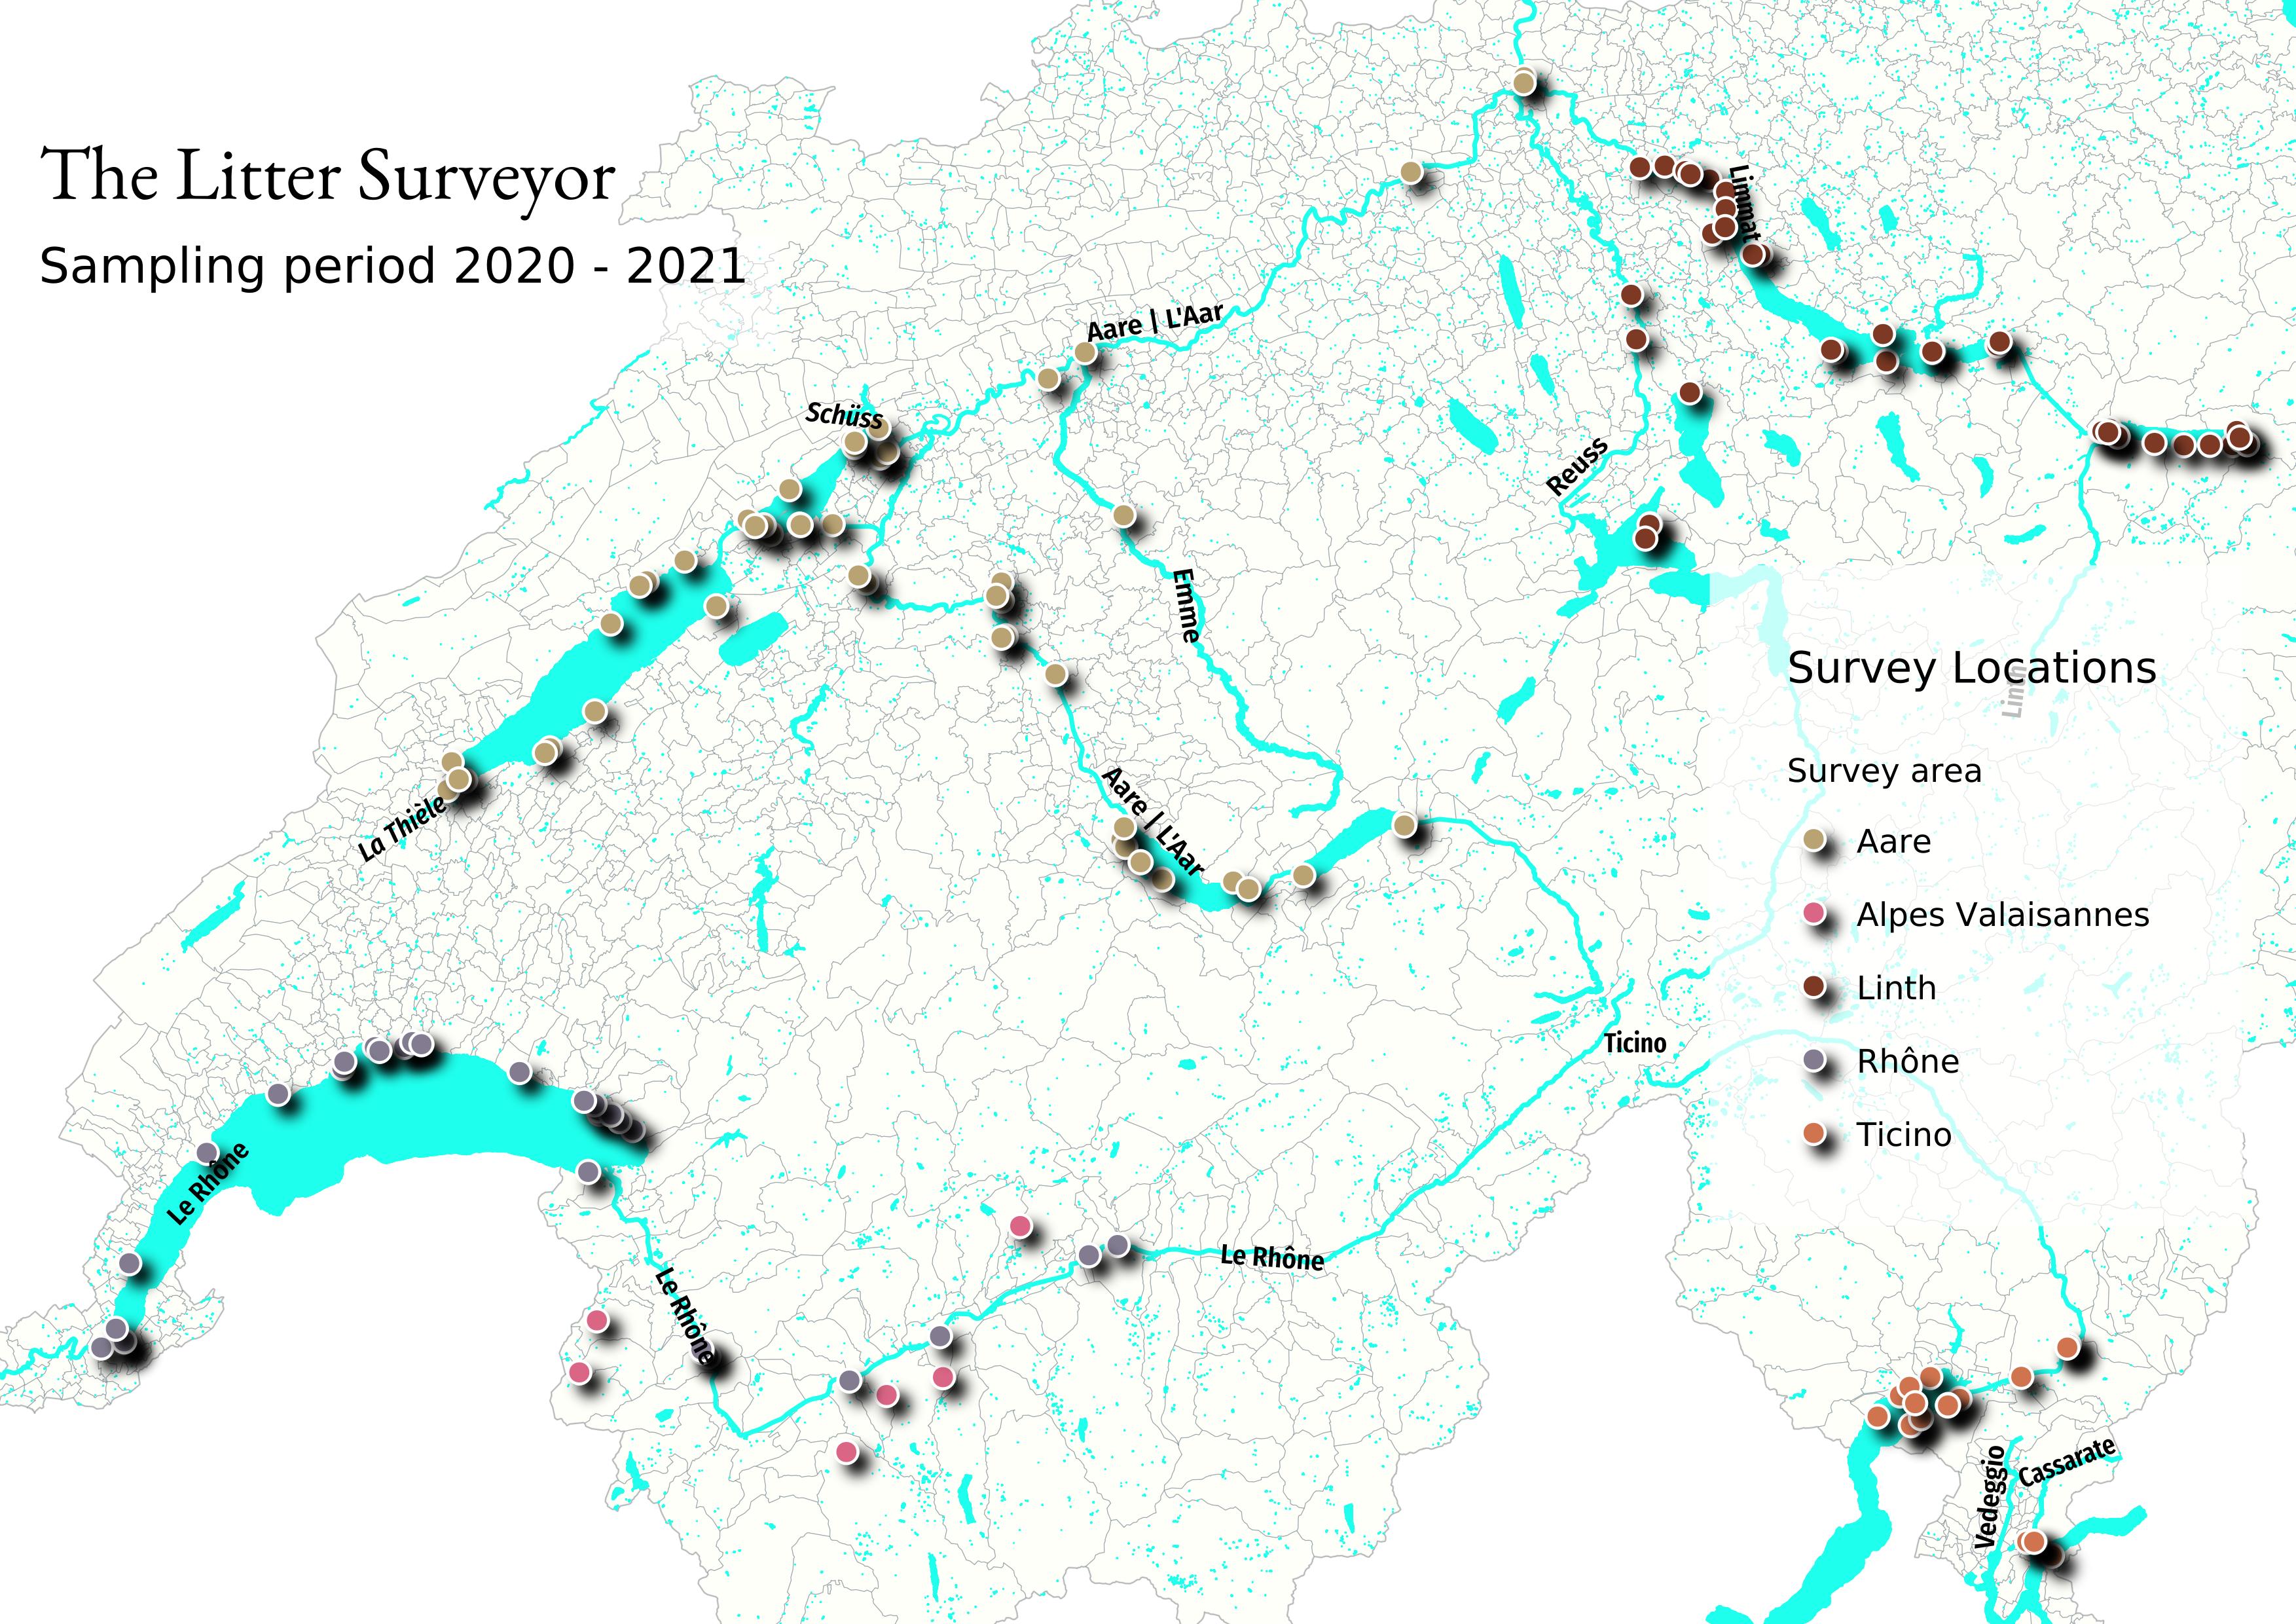 The Litter Surveyor
Sampling period 2020 - 2021
Limmat
Aare | L'Aar
Schüss
Reuss
Emme
Linth
La Thièle
Aare | L'Aar
Ticino
Le Rhône
Le Rhône
Le Rhône
Vedeggio
Cassarate
Survey Locations
Survey area
Aare
Alpes Valaisannes
Linth
Rhône
Ticino